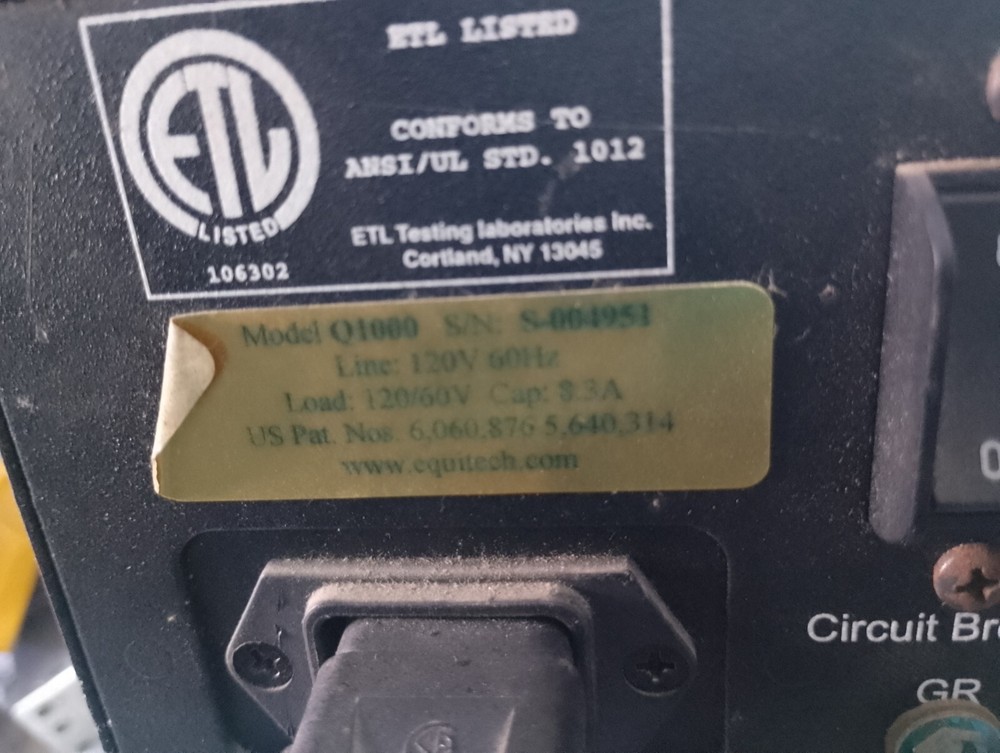 ETL LISTED
CONFORMS TO
ANSI/UL STD. 1012
ETL Testing laboratories Inc.
Cortland, NY 13045
ETL
LISTED
106302
Model Q1000 S/N: S-004951
Line: 120V 60Hz
Load: 120/60V Cap: 8.3A
US Pat. Nos. 6,060,876 5,640,314
www.equitech.com
Circuit Br
GR